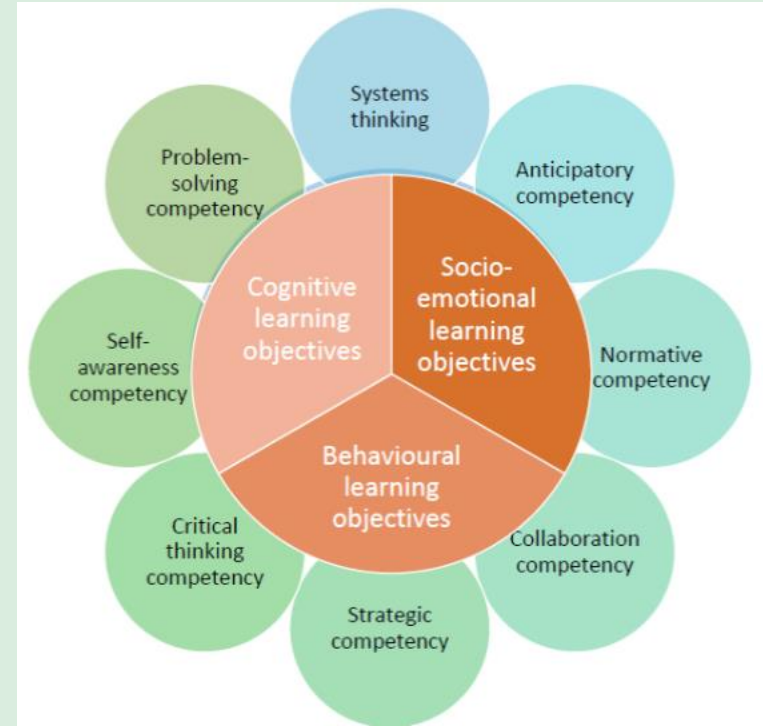 Systems
thinking
Anticipatory
competency
Normative
competency
Collaboration
competency
Strategic
competency
Critical
thinking
competency
Self-
awareness
competency
Problem-
solving
competency
Cognitive
learning
objectives
Socio-
emotional
learning
objectives
Behavioural
learning
objectives